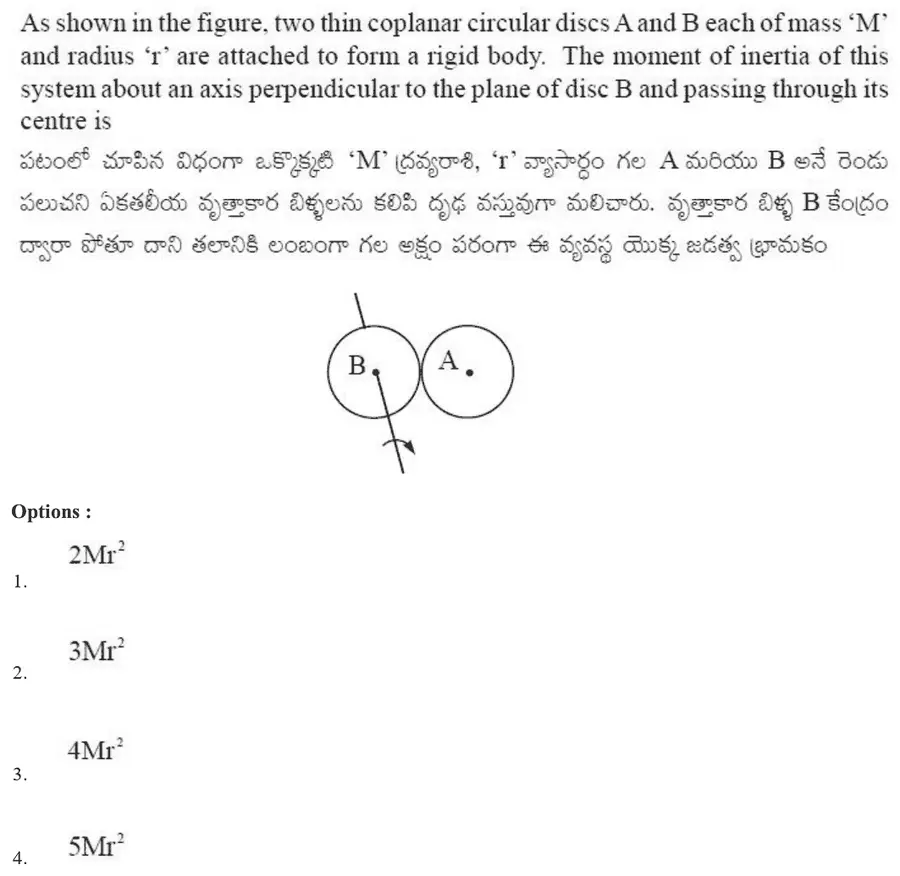 As shown in the figure, two thin coplanar circular discs A and B each of mass ‘M’
and radius ‘r’ are attached to form a rigid body. The moment of inertia of this
system about an axis perpendicular to the plane of disc B and passing through its
centre is
పటంలో చూపిన విధంగా ఒక్కొక్కటి ‘M’ ద్రవ్యరాశి, ‘r’ వ్యాసార్ధం గల A మరియు B అనే రెండు
పలుచని ఏకతలీయ వృత్తాకార బిళ్ళలను కలిపి దృఢ వస్తువుగా మలిచారు. వృత్తాకార బిళ్ళ B కేంద్రం
ద్వారా పోతూ దాని తలానికి లంబంగా గల అక్షం పరంగా ఈ వ్యవస్థ యొక్క జడత్వ భ్రామకం
B A
Options :
1. 2Mr²
2. 3Mr²
3. 4Mr²
4. 5Mr²